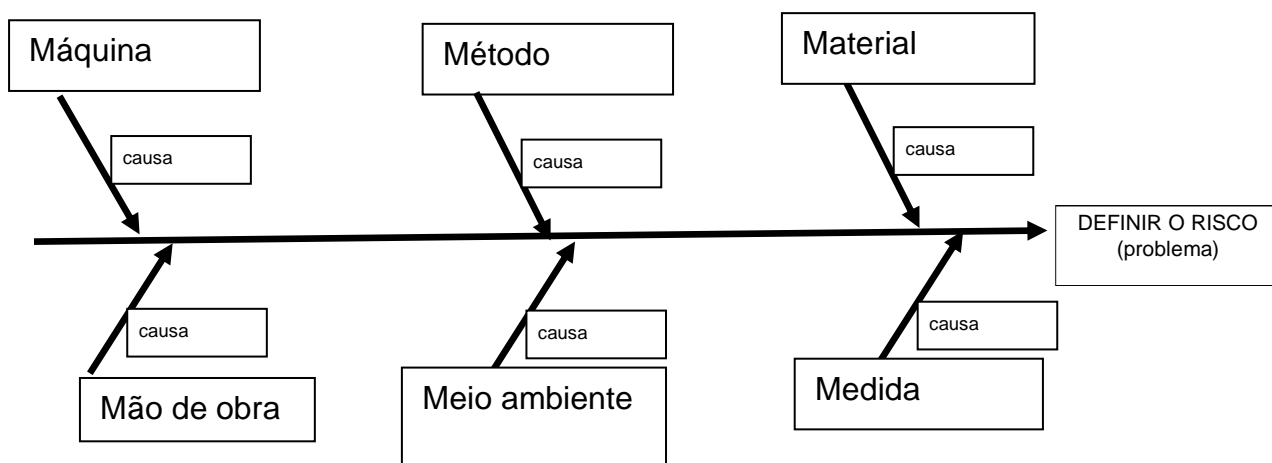 Máquina
Método
Material
causa
causa
causa
DEFINIR O RISCO
(problema)
causa
causa
causa
Mão de obra
Meio ambiente
Medida